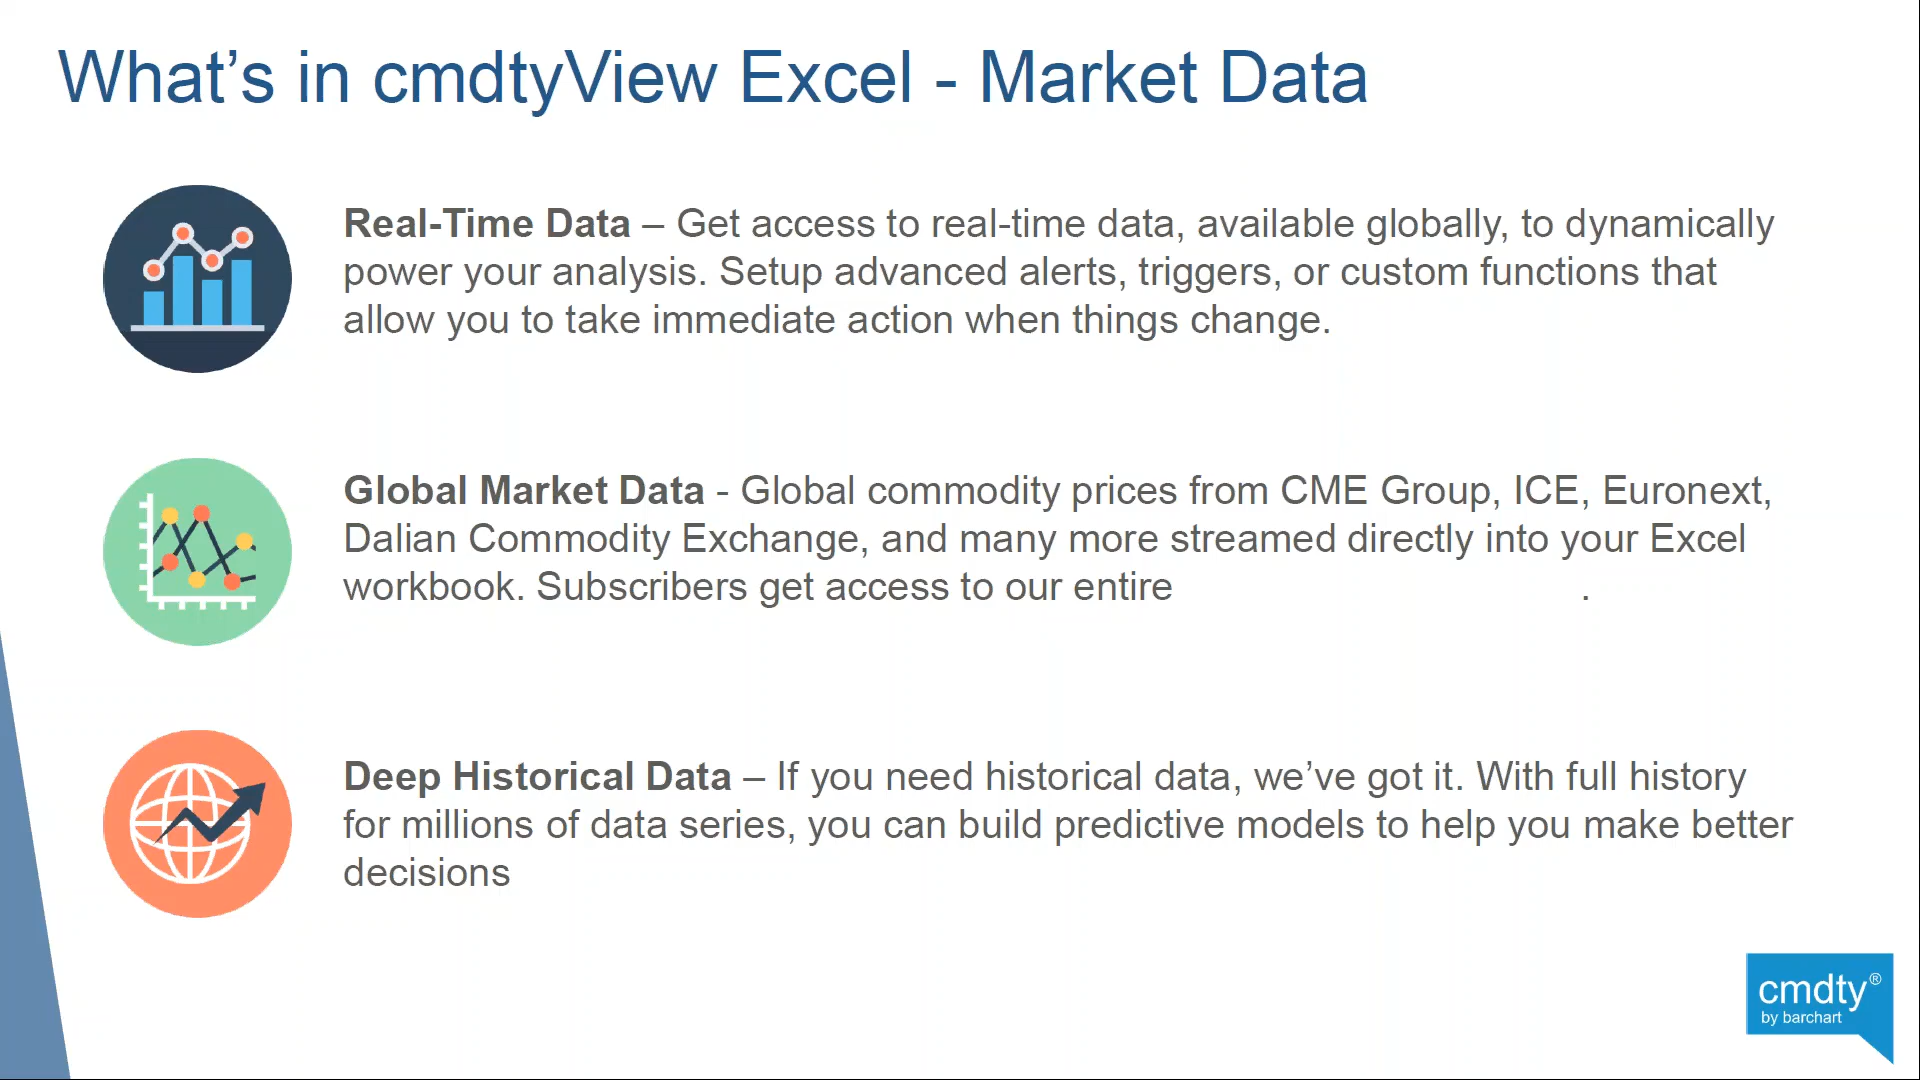 What’s in cmdtyView Excel - Market Data
Real-Time Data – Get access to real-time data, available globally, to dynamically
power your analysis. Setup advanced alerts, triggers, or custom functions that
allow you to take immediate action when things change.
Global Market Data - Global commodity prices from CME Group, ICE, Euronext,
Dalian Commodity Exchange, and many more streamed directly into your Excel
workbook. Subscribers get access to our entire .
Deep Historical Data – If you need historical data, we’ve got it. With full history
for millions of data series, you can build predictive models to help you make better
decisions
cmdty®
by barchart